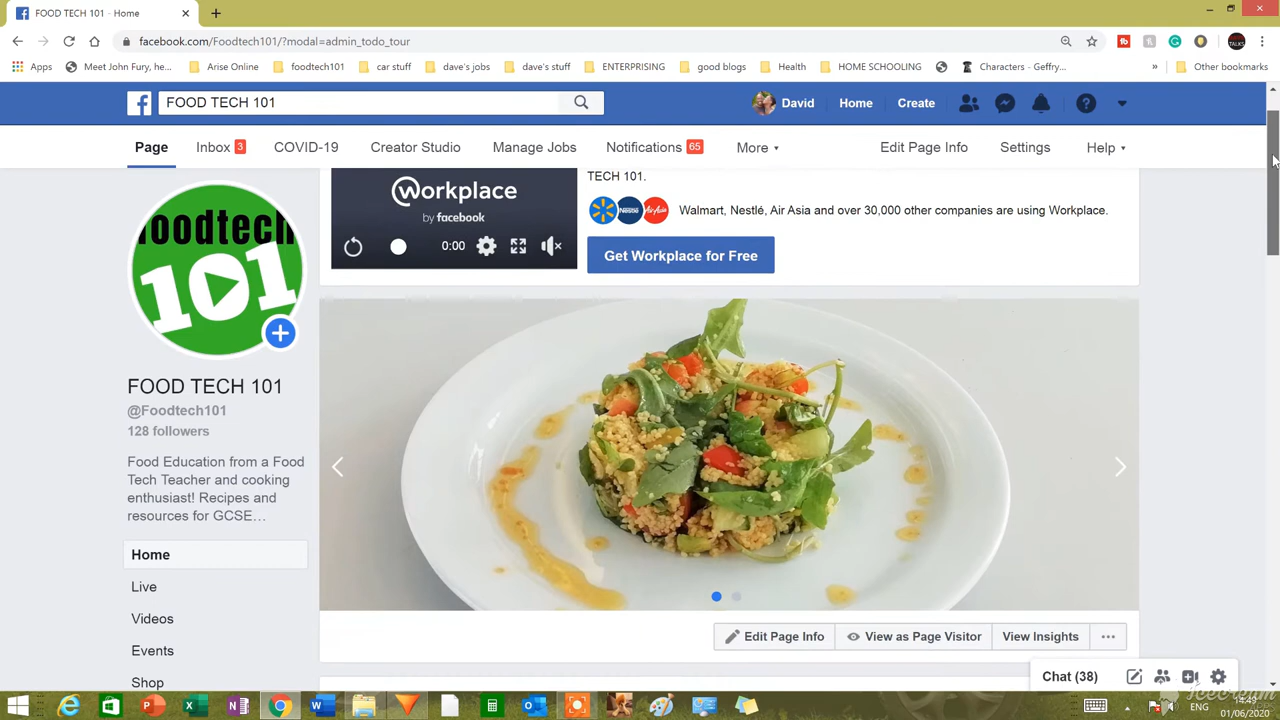 FOOD TECH 101 - Home
facebook.com/Foodtech101/?modal=admin_todo_tour
Apps Meet John Fury, he... Arise Online foodtech101 car stuff dave's jobs dave's stuff ENTERPRISING good blogs Health HOME SCHOOLING Characters - Geffry... » Other bookmarks
FOOD TECH 101 David Home Create
Page Inbox 3 COVID-19 Creator Studio Manage Jobs Notifications 65 More Edit Page Info Settings Help
TECH 101.
Workplace
by facebook
Walmart, Nestlé, Air Asia and over 30,000 other companies are using Workplace.
0:00
Get Workplace for Free
foodtech
101
FOOD TECH 101
@Foodtech101
128 followers
Food Education from a Food
Tech Teacher and cooking
enthusiast! Recipes and
resources for GCSE...
Home
Live
Videos
Events
Shop
Edit Page Info View as Page Visitor View Insights
Chat (38)
Icecream
14:49
ENG
01/06/2020